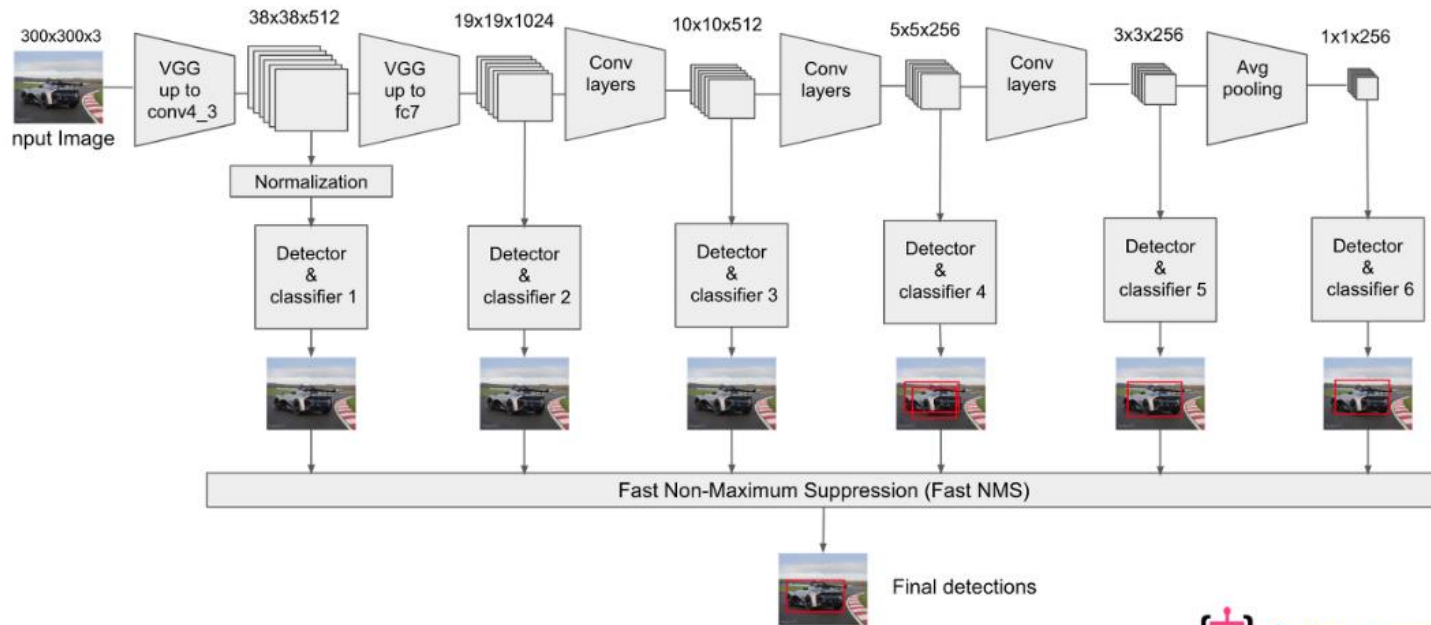 300x300x3
38x38x512
19x19x1024
10x10x512
5x5x256
3x3x256
1x1x256
VGG
up to
conv4_3
VGG
up to
fc7
Conv
layers
Conv
layers
Conv
layers
Avg
pooling
nput Image
Normalization
Detector
&
classifier 1
Detector
&
classifier 2
Detector
&
classifier 3
Detector
&
classifier 4
Detector
&
classifier 5
Detector
&
classifier 6
Fast Non-Maximum Suppression (Fast NMS)
Final detections